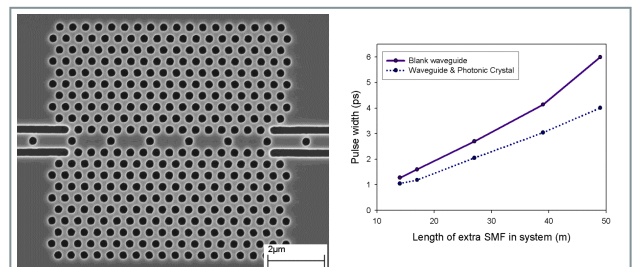 2µm
Blank waveguide
Waveguide & Photonic Crystal
Pulse width (ps)
6
5
4
3
2
1
0
10 20 30 40 50
Length of extra SMF in system (m)